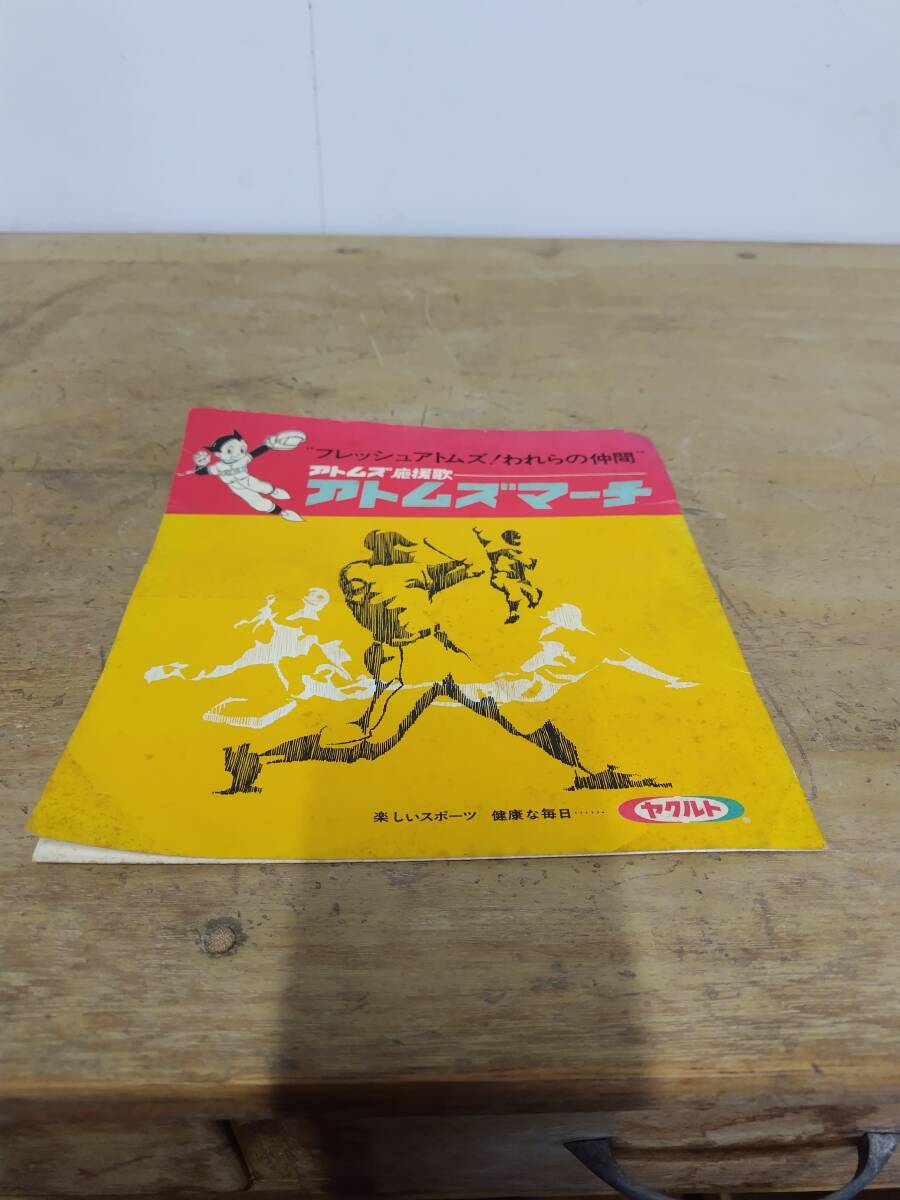 "フレッシュアトムズ!われらの仲間"
アトムズ応援歌
アトムズマーチ
楽しいスポーツ 健康な毎日……
ヤクルト